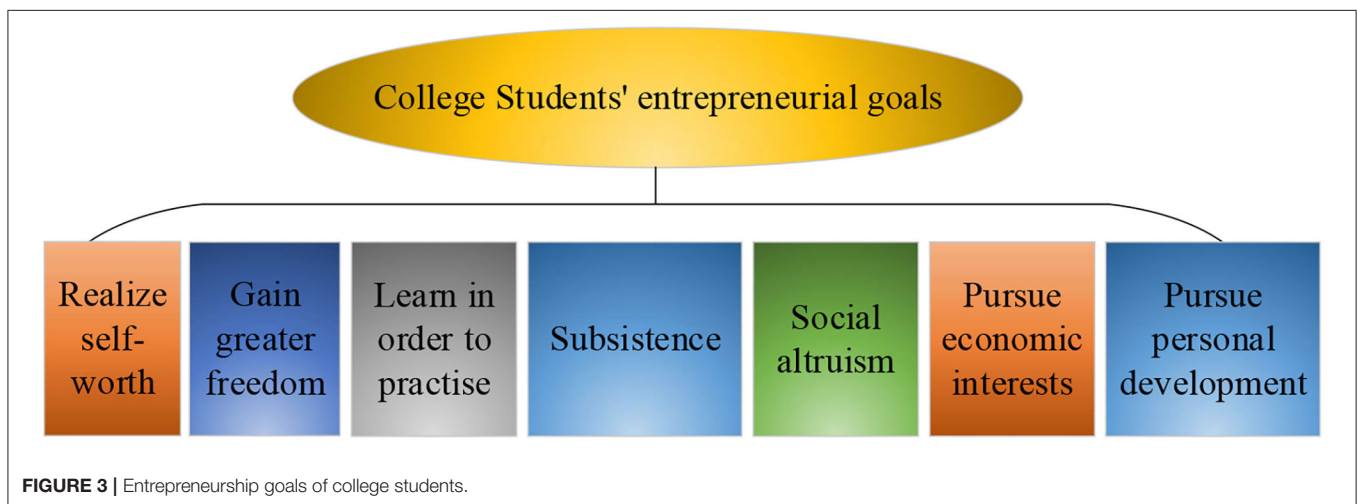 College Students' entrepreneurial goals
Realize
self-
worth
Gain
greater
freedom
Learn in
order to
practise
Subsistence
Social
altruism
Pursue
economic
interests
Pursue
personal
development
FIGURE 3 | Entrepreneurship goals of college students.